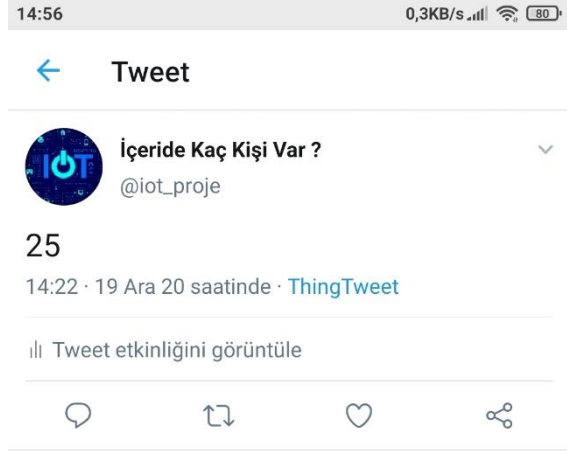 14:56 0,3KB/s 80
Tweet
IOT
İçeride Kaç Kişi Var ?
@iot_proje
25
14:22 · 19 Ara 20 saatinde · ThingTweet
Tweet etkinliğini görüntüle